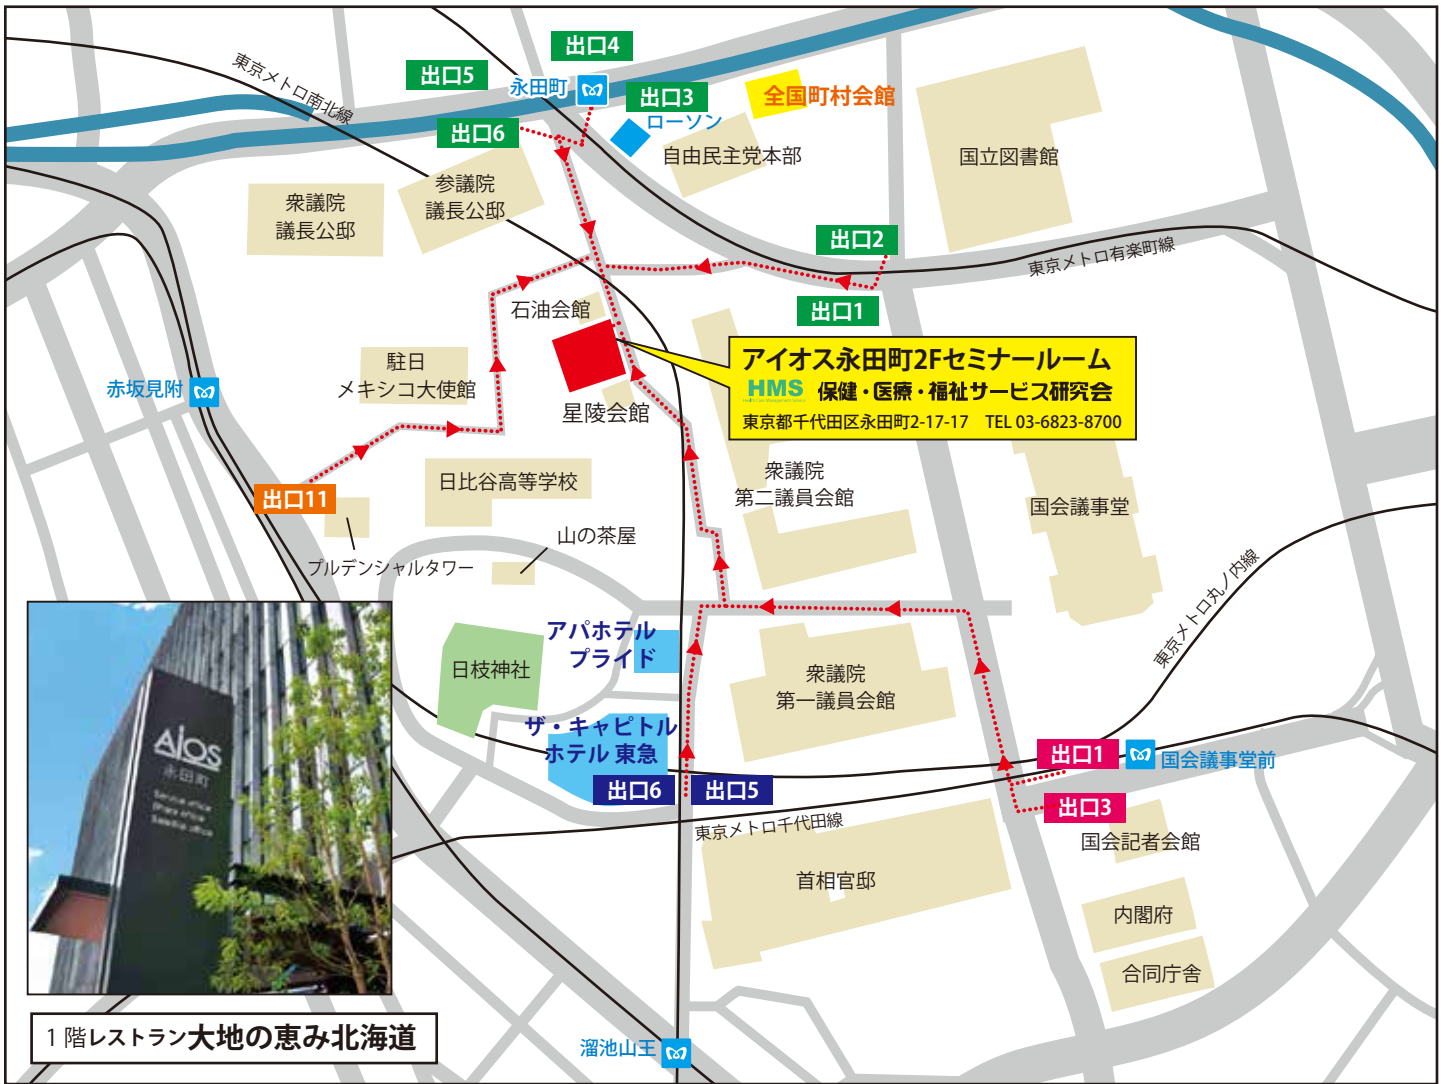 出口4
出口5
永田町
東京メトロ南北線
出口3
全国町村会館
出口6
ローソン
自由民主党本部
国立図書館
参議院
議長公邸
衆議院
議長公邸
出口2
東京メトロ有楽町線
出口1
石油会館
駐日
メキシコ大使館
赤坂見附
アイオス永田町2Fセミナールーム
HMS 保健・医療・福祉サービス研究会
東京都千代田区永田町2-17-17 TEL 03-6823-8700
星陵会館
衆議院
第二議員会館
日比谷高等学校
出口11
国会議事堂
山の茶屋
プルデンシャルタワー
東京メトロ丸ノ内線
アパホテル
プライド
日枝神社
衆議院
第一議員会館
ザ・キャピトル
ホテル 東急
出口6
出口5
出口1
国会議事堂前
出口3
東京メトロ千代田線
国会記者会館
首相官邸
内閣府
合同庁舎
AIOS
永田町
Service office
Share office
Satellite office
1階レストラン大地の恵み北海道
溜池山王